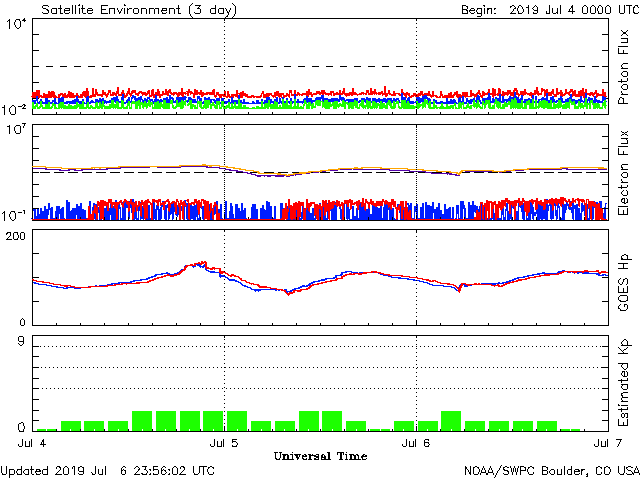 Satellite Environment (3 day)
Begin: 2019 Jul 4 0000 UTC
10⁴
10⁻²
Proton Flux
10⁷
10⁻¹
Electron Flux
200
0
GOES Hp
9
0
Estimated Kp
Jul 4
Jul 5
Jul 6
Jul 7
Universal Time
Updated 2019 Jul 6 23:56:02 UTC
NOAA/SWPC Boulder, CO USA